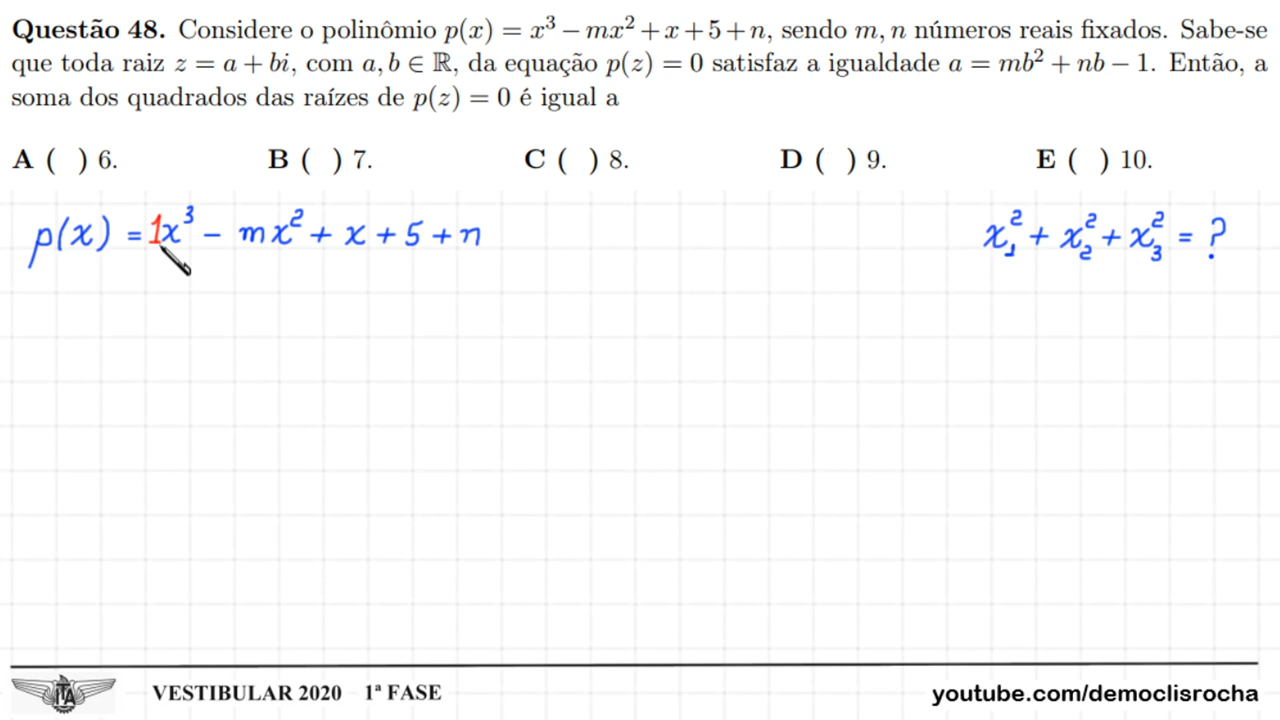 Questão 48. Considere o polinômio p(x) = x³ − mx² + x + 5 + n, sendo m, n números reais fixados. Sabe-se
que toda raiz z = a + bi, com a, b ∈ ℝ, da equação p(z) = 0 satisfaz a igualdade a = mb² + nb − 1. Então, a
soma dos quadrados das raízes de p(z) = 0 é igual a
A ( ) 6. B ( ) 7. C ( ) 8. D ( ) 9. E ( ) 10.
p(x) = 1x³ − mx² + x + 5 + n x₁² + x₂² + x₃² = ?
ITA VESTIBULAR 2020 1ª FASE youtube.com/democlisrocha